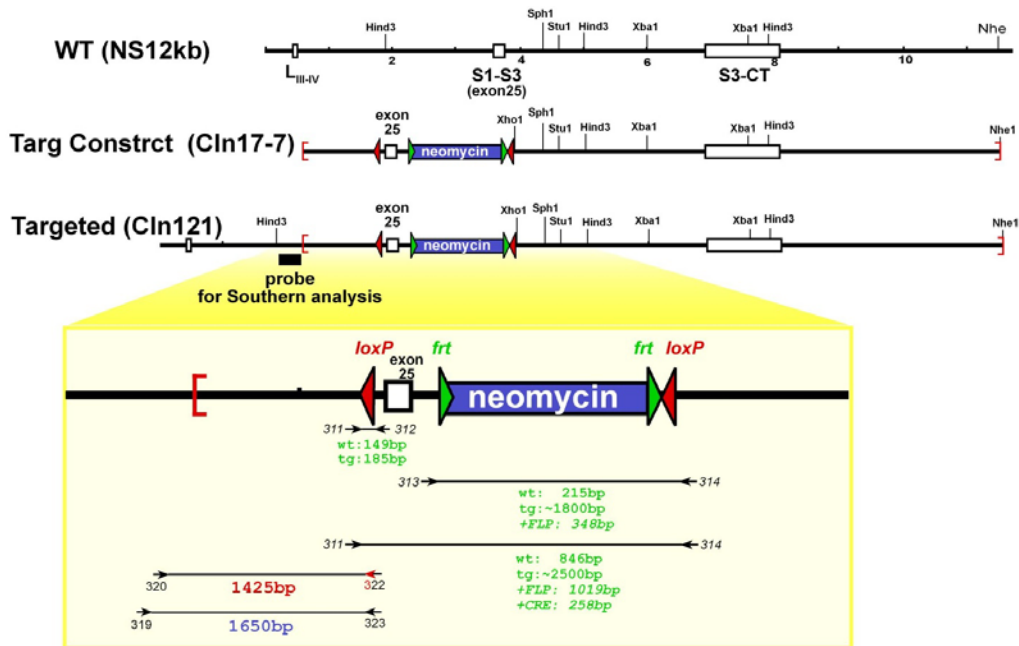 Hind3 Sph1 Stu1 Hind3 Xba1 Xba1 Hind3 Nhe
WT (NS12kb)
2 4 6 8 10
LIII-IV S1-S3 S3-CT
(exon25)
Targ Constrct (Cln17-7)
exon
25
neomycin
Xho1 Sph1 Stu1 Hind3 Xba1 Xba1 Hind3 Nhe1
Targeted (Cln121)
Hind3
exon
25
neomycin
Xho1 Sph1 Stu1 Hind3 Xba1 Xba1 Hind3 Nhe1
probe
for Southern analysis
loxP exon frt frt loxP
25
neomycin
311 312
wt:149bp
tg:185bp
313 314
wt: 215bp
tg:~1800bp
+FLP: 348bp
311 314
wt: 846bp
tg:~2500bp
+FLP: 1019bp
+CRE: 258bp
320 1425bp 322
319 1650bp 323